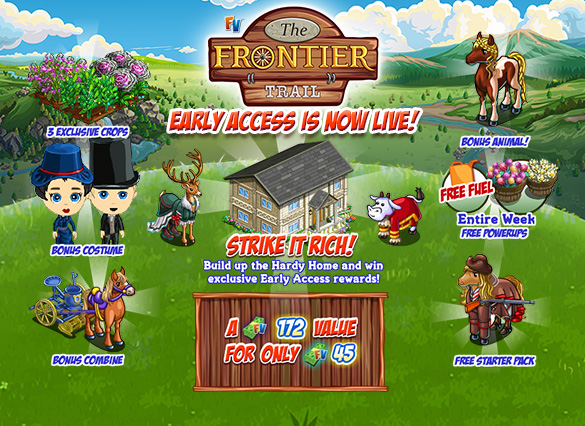 FV
The
FRONTIER
TRAIL
EARLY ACCESS IS NOW LIVE!
3 EXCLUSIVE CROPS
BONUS ANIMAL!
FREE FUEL
Entire Week
FREE POWERUPS
BONUS COSTUME
STRIKE IT RICH!
Build up the Hardy Home and win
exclusive Early Access rewards!
BONUS COMBINE
A FV 172 VALUE
FOR ONLY FV 45
FREE STARTER PACK